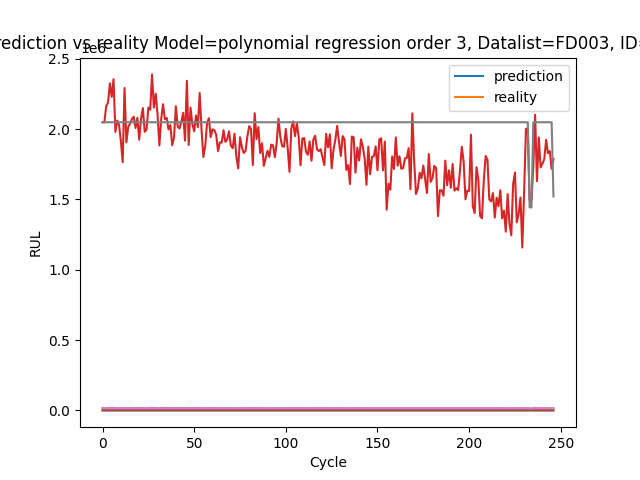 rediction vs reality Model=polynomial regression order 3, Datalist=FD003, ID=
1e6
2.5
2.0
1.5
1.0
0.5
0.0
RUL
prediction
reality
0
50
100
150
200
250
Cycle